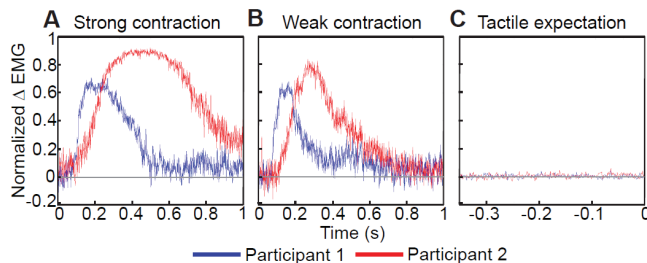 A Strong contraction
B Weak contraction
C Tactile expectation
Normalized Δ EMG
1
0.8
0.6
0.4
0.2
0
-0.2
0 0.2 0.4 0.6 0.8 1
0 0.2 0.4 0.6 0.8 1
-0.3 -0.2 -0.1 0
Time (s)
Participant 1 Participant 2